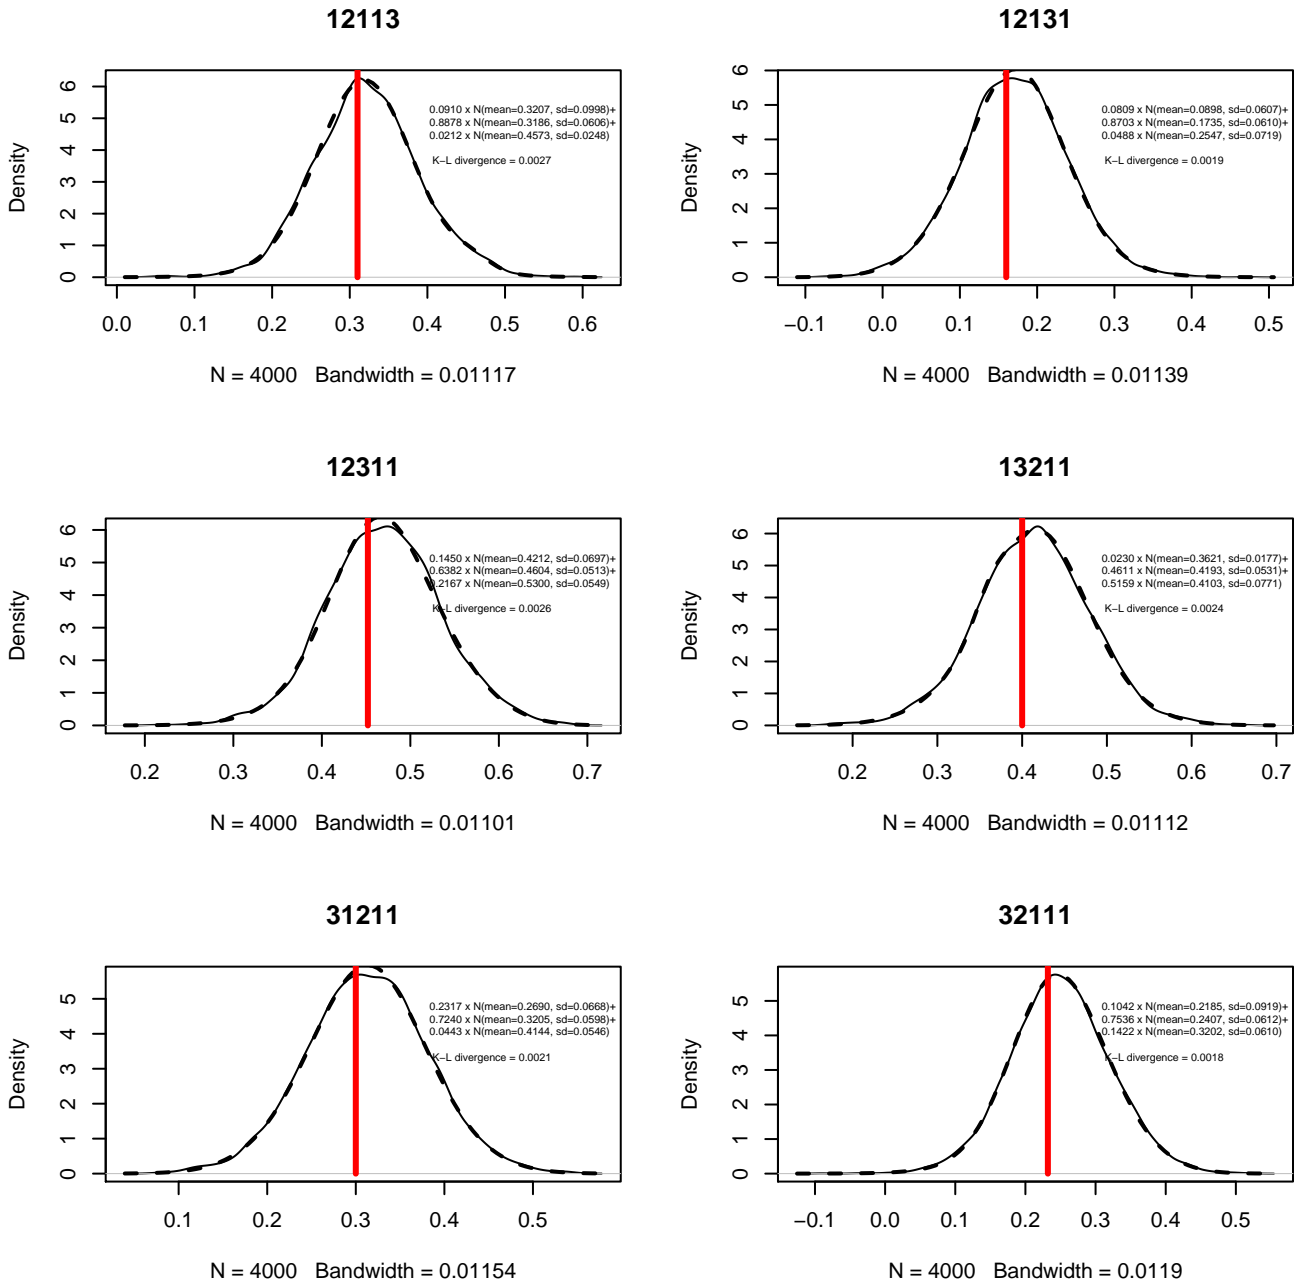 12113
Density
0 1 2 3 4 5 6
0.0910 x N(mean=0.3207, sd=0.0998)+
0.8878 x N(mean=0.3186, sd=0.0606)+
0.0212 x N(mean=0.4573, sd=0.0248)
K−L divergence = 0.0027
0.0 0.1 0.2 0.3 0.4 0.5 0.6
N = 4000 Bandwidth = 0.01117
12131
Density
0 1 2 3 4 5 6
0.0809 x N(mean=0.0898, sd=0.0607)+
0.8703 x N(mean=0.1735, sd=0.0610)+
0.0488 x N(mean=0.2547, sd=0.0719)
K−L divergence = 0.0019
−0.1 0.0 0.1 0.2 0.3 0.4 0.5
N = 4000 Bandwidth = 0.01139
12311
Density
0 1 2 3 4 5 6
0.1450 x N(mean=0.4212, sd=0.0697)+
0.6382 x N(mean=0.4604, sd=0.0513)+
0.2167 x N(mean=0.5300, sd=0.0549)
K−L divergence = 0.0026
0.2 0.3 0.4 0.5 0.6 0.7
N = 4000 Bandwidth = 0.01101
13211
Density
0 1 2 3 4 5 6
0.0230 x N(mean=0.3621, sd=0.0177)+
0.4611 x N(mean=0.4193, sd=0.0531)+
0.5159 x N(mean=0.4103, sd=0.0771)
K−L divergence = 0.0024
0.2 0.3 0.4 0.5 0.6 0.7
N = 4000 Bandwidth = 0.01112
31211
Density
0 1 2 3 4 5
0.2317 x N(mean=0.2690, sd=0.0668)+
0.7240 x N(mean=0.3205, sd=0.0598)+
0.0443 x N(mean=0.4144, sd=0.0546)
K−L divergence = 0.0021
0.1 0.2 0.3 0.4 0.5
N = 4000 Bandwidth = 0.01154
32111
Density
0 1 2 3 4 5
0.1042 x N(mean=0.2185, sd=0.0919)+
0.7536 x N(mean=0.2407, sd=0.0612)+
0.1422 x N(mean=0.3202, sd=0.0610)
K−L divergence = 0.0018
−0.1 0.0 0.1 0.2 0.3 0.4 0.5
N = 4000 Bandwidth = 0.0119